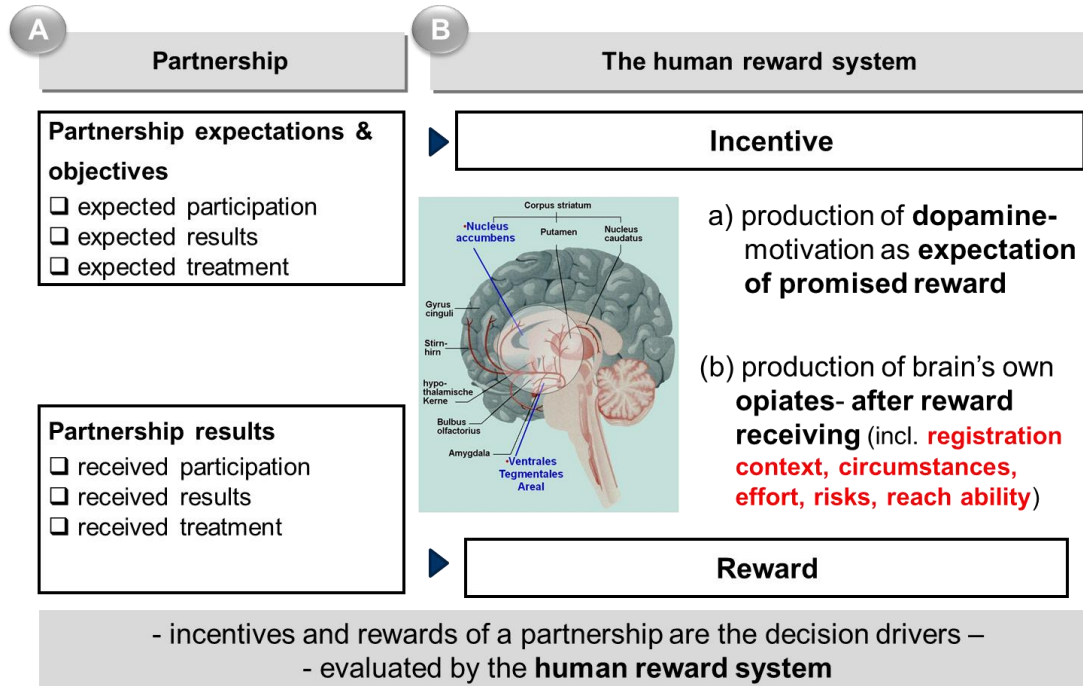 A
Partnership
B
The human reward system
Partnership expectations &
objectives
❑ expected participation
❑ expected results
❑ expected treatment
Incentive
Corpus striatum
•Nucleus
accumbens
Putamen
Nucleus
caudatus
Gyrus
cinguli
Stirn-
hirn
hypo-
thalamische
Kerne
Bulbus
olfactorius
Amygdala
•Ventrales
Tegmentales
Areal
a) production of dopamine-
motivation as expectation
of promised reward
(b) production of brain's own
opiates- after reward
receiving (incl. registration
context, circumstances,
effort, risks, reach ability)
Partnership results
❑ received participation
❑ received results
❑ received treatment
Reward
- incentives and rewards of a partnership are the decision drivers –
- evaluated by the human reward system